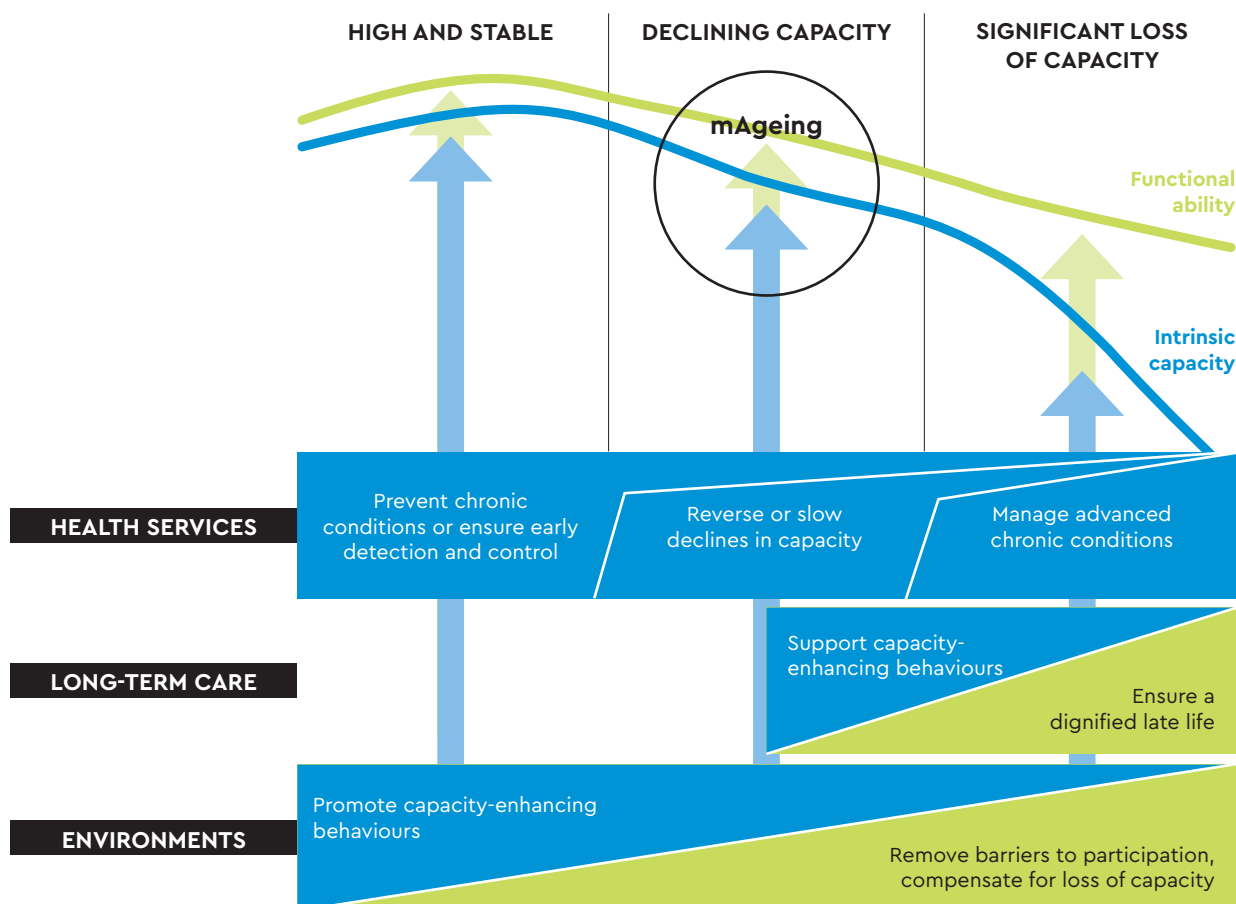 HIGH AND STABLE
DECLINING CAPACITY
SIGNIFICANT LOSS
OF CAPACITY
mAgeing
Functional
ability
Intrinsic
capacity
HEALTH SERVICES
Prevent chronic
conditions or ensure early
detection and control
Reverse or slow
declines in capacity
Manage advanced
chronic conditions
LONG-TERM CARE
Support capacity-
enhancing behaviours
Ensure a
dignified late life
ENVIRONMENTS
Promote capacity-enhancing
behaviours
Remove barriers to participation,
compensate for loss of capacity